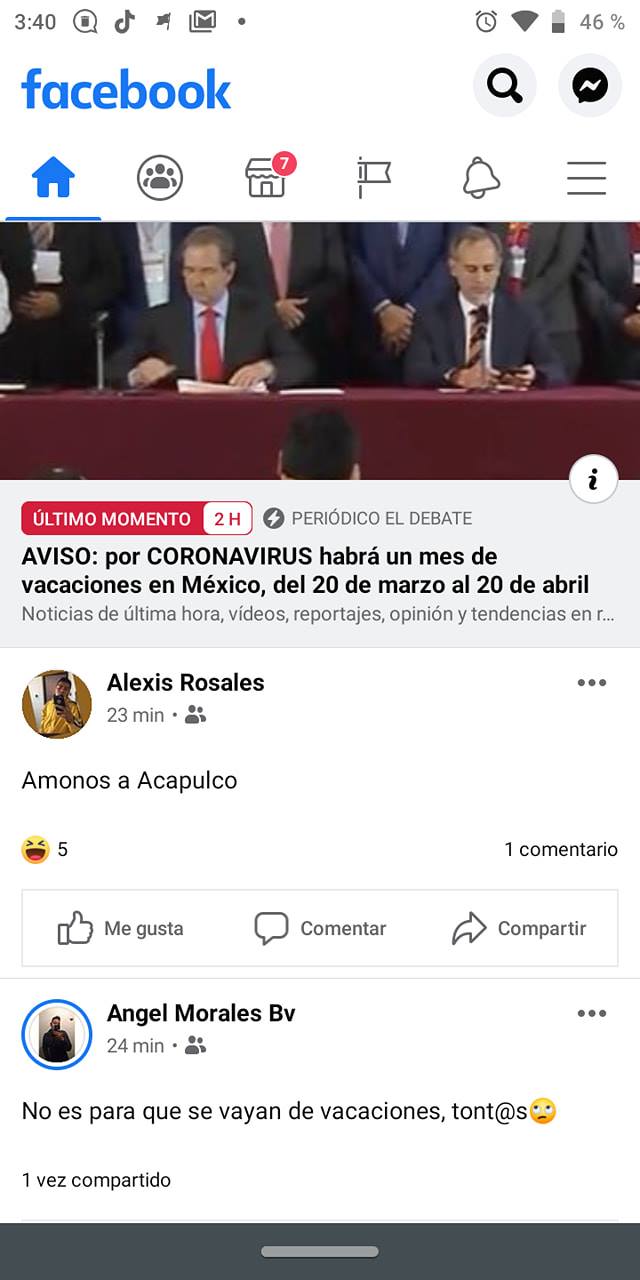 3:40
46 %
facebook
7
ÚLTIMO MOMENTO 2 H PERIÓDICO EL DEBATE
AVISO: por CORONAVIRUS habrá un mes de
vacaciones en México, del 20 de marzo al 20 de abril
Noticias de última hora, vídeos, reportajes, opinión y tendencias en r...
Alexis Rosales
23 min
Amonos a Acapulco
5
1 comentario
Me gusta
Comentar
Compartir
Angel Morales Bv
24 min
No es para que se vayan de vacaciones, tont@s🙄
1 vez compartido